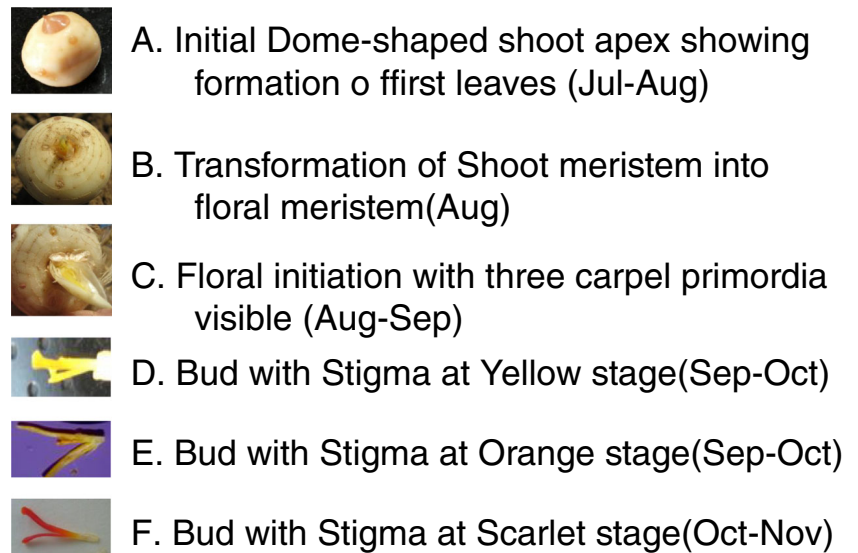 A. Initial Dome-shaped shoot apex showing
formation o ffirst leaves (Jul-Aug)
B. Transformation of Shoot meristem into
floral meristem(Aug)
C. Floral initiation with three carpel primordia
visible (Aug-Sep)
D. Bud with Stigma at Yellow stage(Sep-Oct)
E. Bud with Stigma at Orange stage(Sep-Oct)
F. Bud with Stigma at Scarlet stage(Oct-Nov)